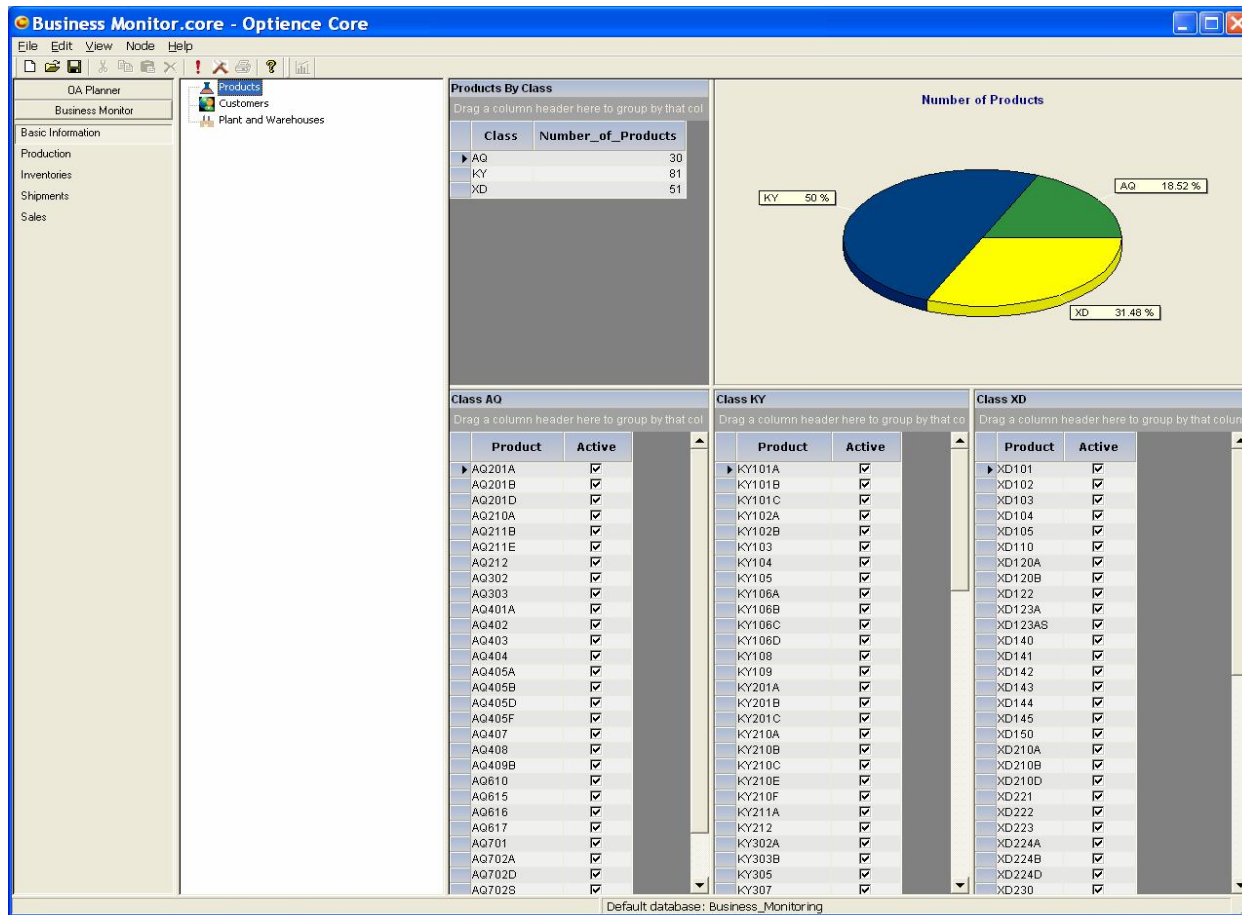 Business Monitor.core - Optience Core
File Edit View Node Help
OA Planner
Business Monitor
Basic Information
Production
Inventories
Shipments
Sales
Products
Customers
Plant and Warehouses
Products By Class
Drag a column header here to group by that col
Class Number_of_Products
AQ 30
KY 81
XD 51
Number of Products
KY 50 %
AQ 18.52 %
XD 31.48 %
Class AQ
Drag a column header here to group by that col
Product Active
AQ201A
AQ201B
AQ201D
AQ210A
AQ211B
AQ211E
AQ212
AQ302
AQ303
AQ401A
AQ402
AQ403
AQ404
AQ405A
AQ405B
AQ405D
AQ405F
AQ407
AQ408
AQ409B
AQ610
AQ615
AQ616
AQ617
AQ701
AQ702A
AQ702D
AQ702S
Class KY
Drag a column header here to group by that co
Product Active
KY101A
KY101B
KY101C
KY102A
KY102B
KY103
KY104
KY105
KY106A
KY106B
KY106C
KY106D
KY108
KY109
KY201A
KY201B
KY201C
KY210A
KY210B
KY210C
KY210E
KY210F
KY211A
KY212
KY302A
KY303B
KY305
KY307
Class XD
Drag a column header here to group by that colun
Product Active
XD101
XD102
XD103
XD104
XD105
XD110
XD120A
XD120B
XD122
XD123A
XD123AS
XD140
XD141
XD142
XD143
XD144
XD145
XD150
XD210A
XD210B
XD210D
XD221
XD222
XD223
XD224A
XD224B
XD224D
XD230
Default database: Business_Monitoring